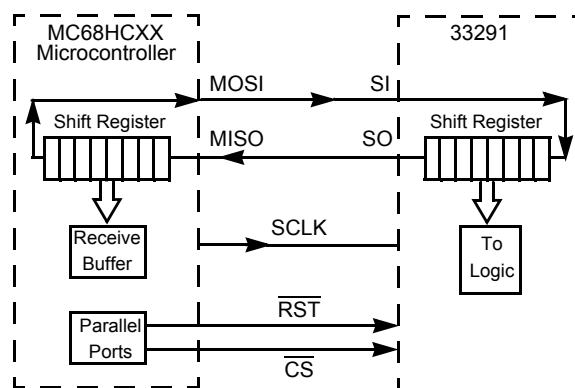 MC68HCXX
Microcontroller
33291
MOSI
SI
Shift Register
Shift Register
MISO
SO
Receive
Buffer
SCLK
To
Logic
Parallel
Ports
RST
CS